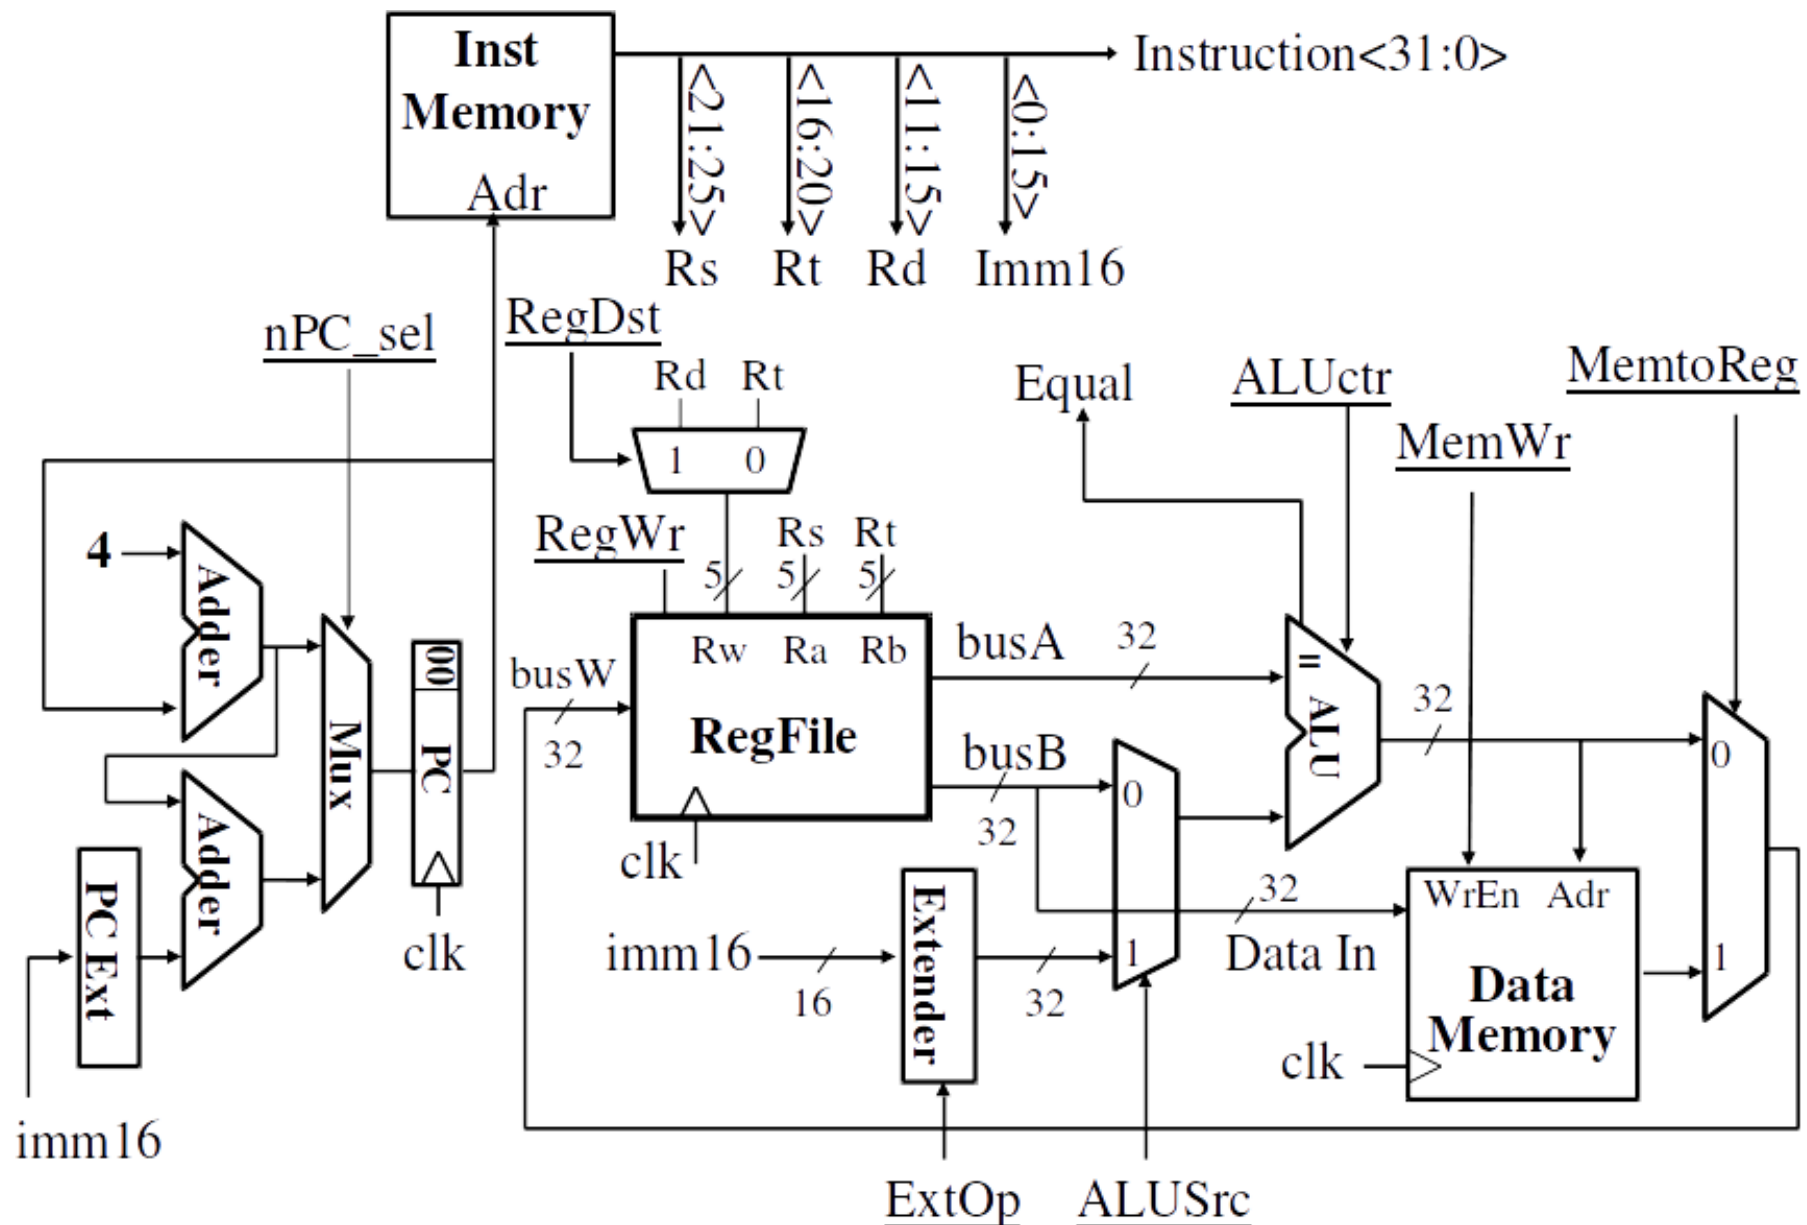 Inst
Memory
Adr
Instruction<31:0>
<21:25>
<16:20>
<11:15>
<0:15>
Rs
Rt
Rd
Imm16
nPC_sel
RegDst
Rd
Rt
1
0
Equal
ALUctr
MemtoReg
MemWr
RegWr
Rs
Rt
5
5
5
4
Adder
Adder
Mux
00
PC
clk
PC Ext
imm16
busW
32
Rw
Ra
Rb
RegFile
clk
busA
32
busB
32
0
1
=
ALU
32
0
1
imm16
16
Extender
32
32
Data In
WrEn
Adr
Data
Memory
clk
ExtOp
ALUSrc